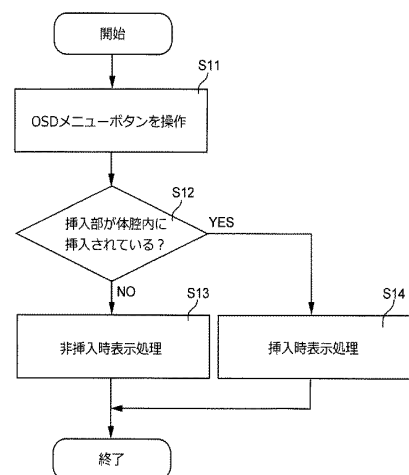 開始
S11
OSDメニューボタンを操作
S12
挿入部が体腔内に
挿入されている？
YES
NO
S13
非挿入時表示処理
S14
挿入時表示処理
終了